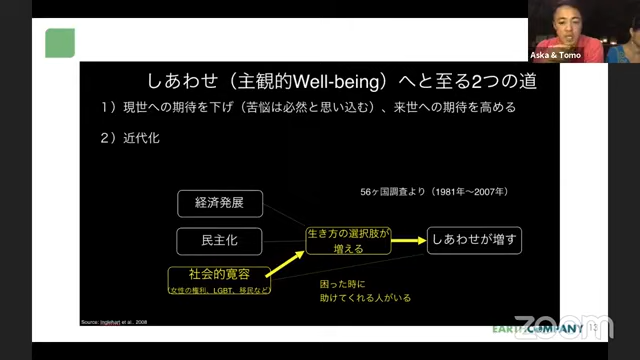 Aska & Tomo
しあわせ（主観的Well-being）へと至る2つの道
１）現世への期待を下げ（苦悩は必然と思い込む）、来世への期待を高める
２）近代化
56ヶ国調査より（1981年〜2007年）
経済発展
民主化
社会的寛容
（女性の権利、LGBT、移民など）
生き方の選択肢が
増える
しあわせが増す
困った時に
助けてくれる人がいる
Source: Inglehart et al., 2008
EARTH COMPANY 13
zoom